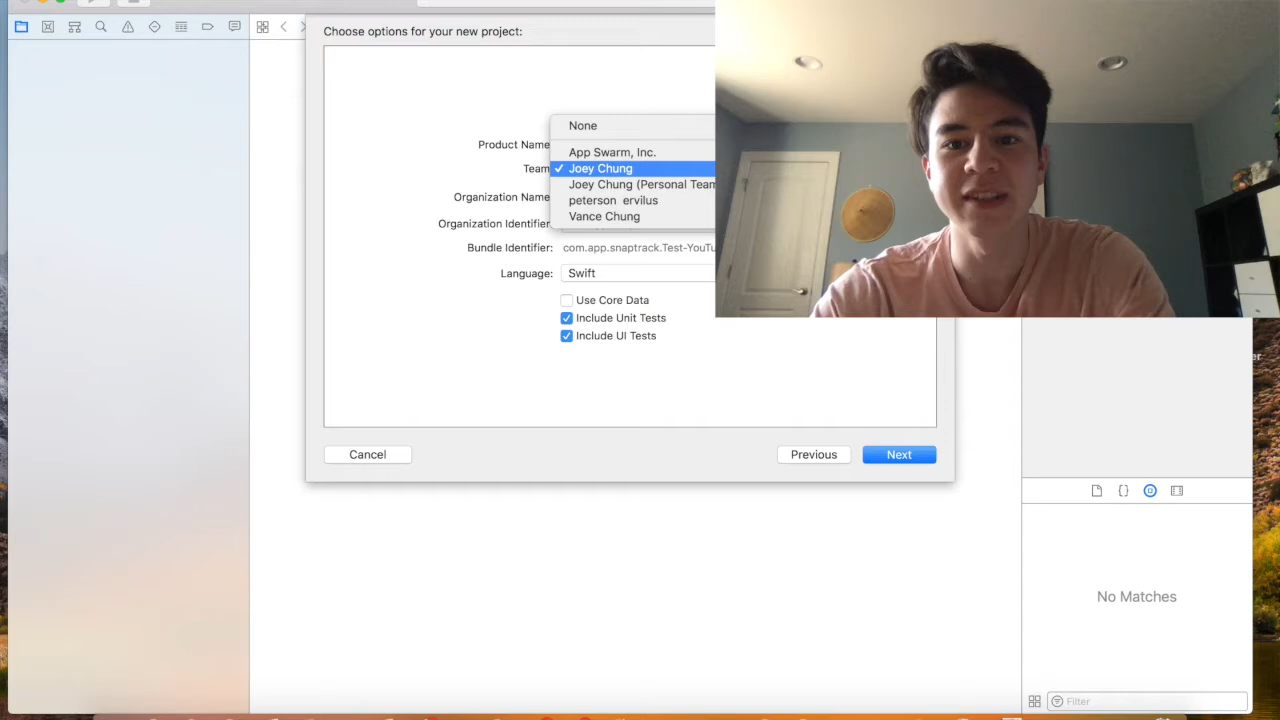 Choose options for your new project:
None
Product Name
App Swarm, Inc.
Team
✓ Joey Chung
Joey Chung (Personal Team
Organization Name
peterson ervilus
Vance Chung
Organization Identifier
Bundle Identifier: com.app.snaptrack.Test-YouTu
Language: Swift
Use Core Data
Include Unit Tests
Include UI Tests
Cancel
Previous
Next
No Matches
Filter